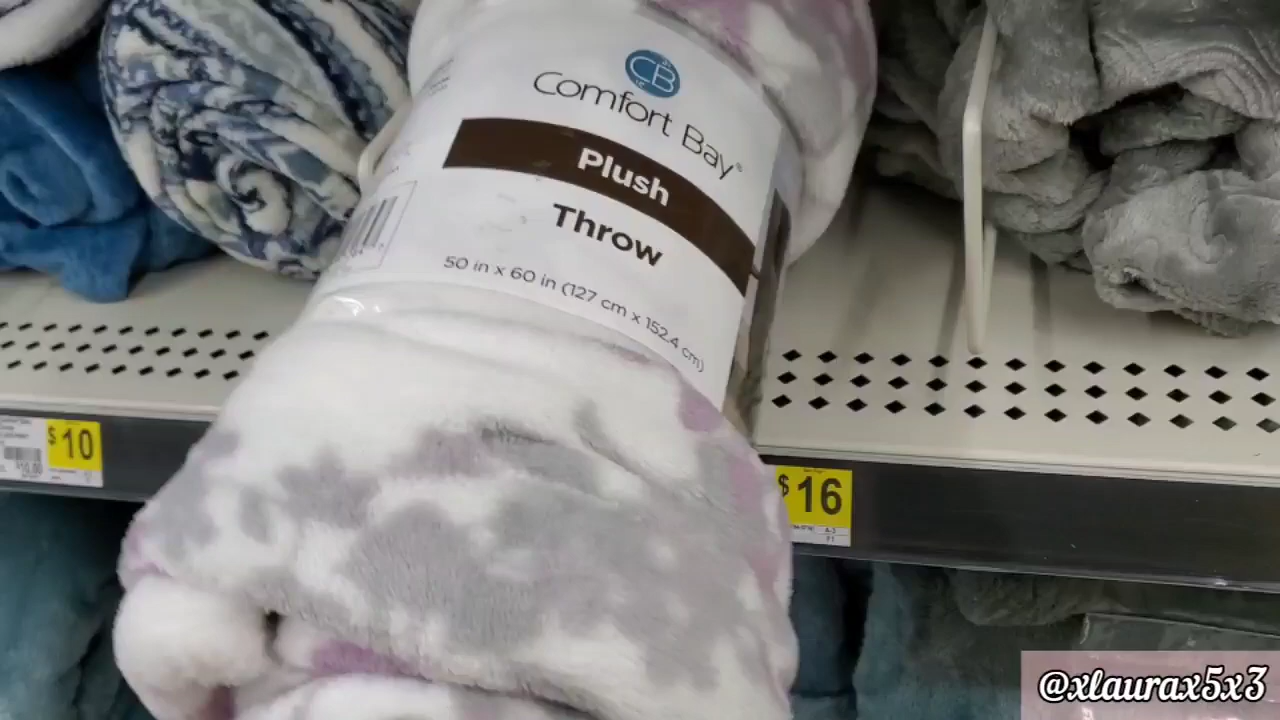 CB
Comfort Bay®
Plush
Throw
50 in x 60 in (127 cm x 152.4 cm)
$10
$16
@xlaurax5x3